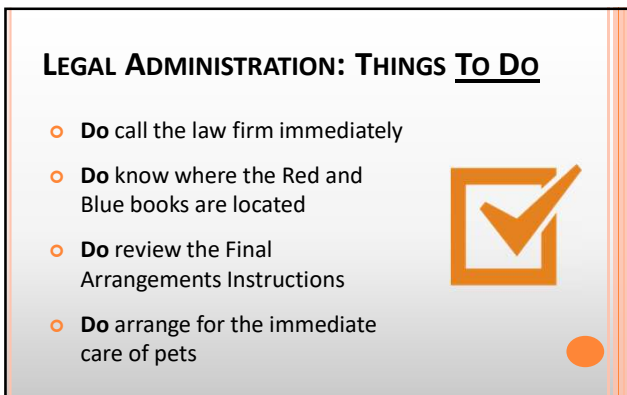 LEGAL ADMINISTRATION: THINGS TO DO
Do call the law firm immediately
Do know where the Red and
Blue books are located
Do review the Final
Arrangements Instructions
Do arrange for the immediate
care of pets